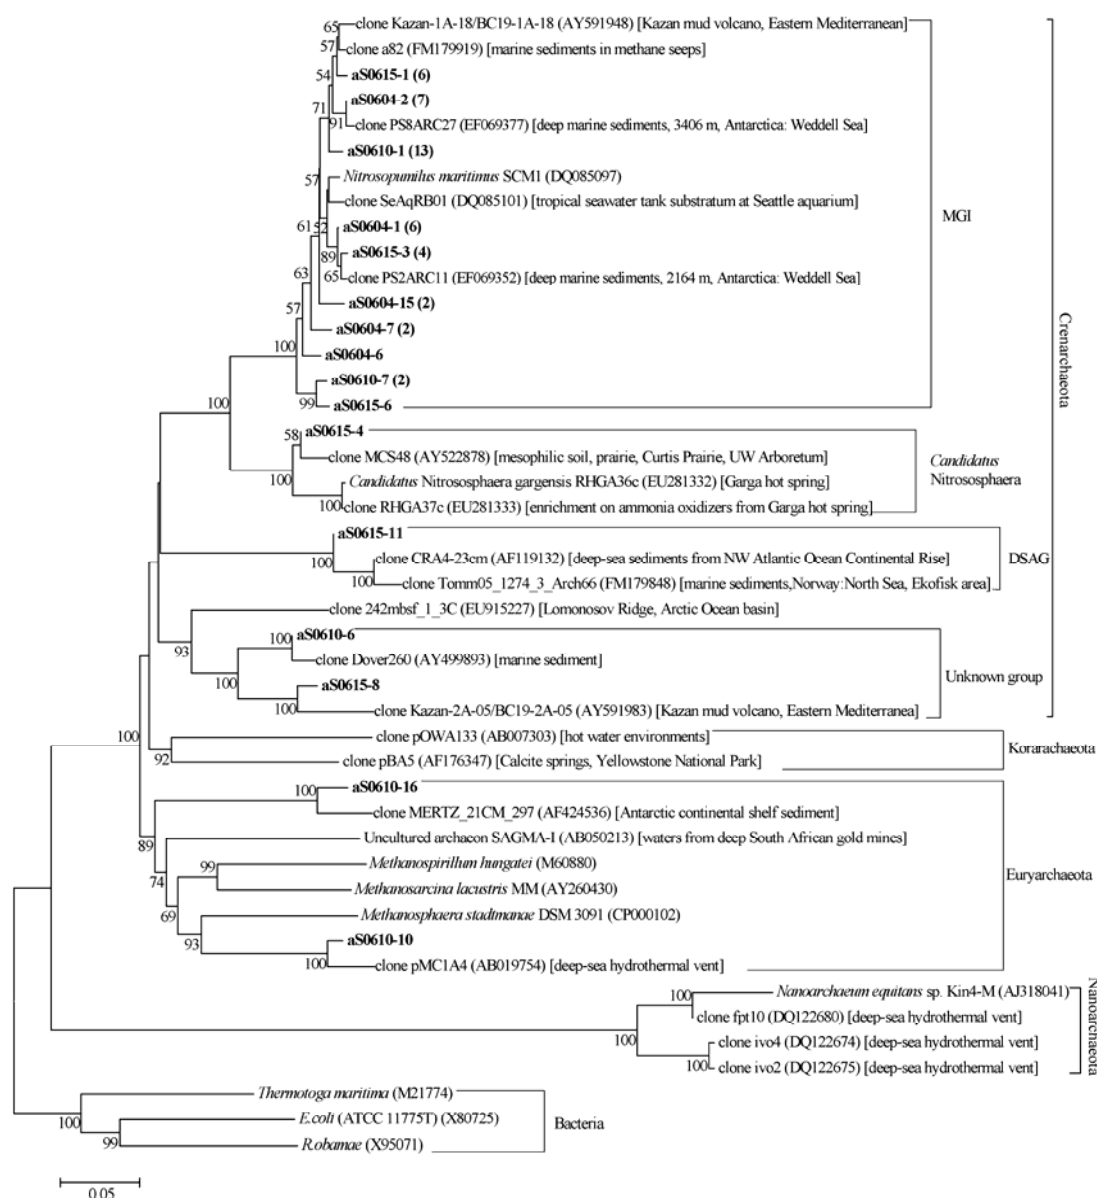 65
clone Kazan-1A-18/BC19-1A-18 (AY591948) [Kazan mud volcano, Eastern Mediterranean]
57
clone a82 (FM179919) [marine sediments in methane seeps]
54
aS0615-1 (6)
aS0604-2 (7)
71
91
clone PS8ARC27 (EF069377) [deep marine sediments, 3406 m, Antarctica: Weddell Sea]
aS0610-1 (13)
57
Nitrosopumilus maritimus SCM1 (DQ085097)
clone SeAqRB01 (DQ085101) [tropical seawater tank substratum at Seattle aquarium]
MGI
61
52
aS0604-1 (6)
89
aS0615-3 (4)
65
clone PS2ARC11 (EF069352) [deep marine sediments, 2164 m, Antarctica: Weddell Sea]
63
aS0604-15 (2)
57
aS0604-7 (2)
100
aS0604-6
aS0610-7 (2)
99
aS0615-6
Crenarchaeota
100
58
aS0615-4
clone MCS48 (AY522878) [mesophilic soil, prairie, Curtis Prairie, UW Arboretum]
Candidatus
Nitrososphaera
100
Candidatus Nitrososphaera gargensis RHGA36c (EU281332) [Garga hot spring]
100
clone RHGA37c (EU281333) [enrichment on ammonia oxidizers from Garga hot spring]
aS0615-11
100
clone CRA4-23cm (AF119132) [deep-sea sediments from NW Atlantic Ocean Continental Rise]
DSAG
100
clone Tomm05_1274_3_Arch66 (FM179848) [marine sediments,Norway:North Sea, Ekofisk area]
clone 242mbsf_1_3C (EU915227) [Lomonosov Ridge, Arctic Ocean basin]
93
100
aS0610-6
clone Dover260 (AY499893) [marine sediment]
Unknown group
100
aS0615-8
100
clone Kazan-2A-05/BC19-2A-05 (AY591983) [Kazan mud volcano, Eastern Mediterranea]
100
clone pOWA133 (AB007303) [hot water environments]
Korarachaeota
92
clone pBA5 (AF176347) [Calcite springs, Yellowstone National Park]
100
aS0610-16
clone MERTZ_21CM_297 (AF424536) [Antarctic continental shelf sediment]
89
Uncultured archaeon SAGMA-I (AB050213) [waters from deep South African gold mines]
99
Methanospirillum hungatei (M60880)
Euryarchaeota
74
Methanosarcina lacustris MM (AY260430)
69
Methanosphaera stadtmanae DSM 3091 (CP000102)
93
aS0610-10
100
clone pMC1A4 (AB019754) [deep-sea hydrothermal vent]
100
Nanoarchaeum equitans sp. Kin4-M (AJ318041)
clone fpt10 (DQ122680) [deep-sea hydrothermal vent]
100
clone ivo4 (DQ122674) [deep-sea hydrothermal vent]
100
clone ivo2 (DQ122675) [deep-sea hydrothermal vent]
Nanoarchaeota
Thermotoga maritima (M21774)
100
E.coli (ATCC 11775T) (X80725)
Bacteria
99
R.obamae (X95071)
0.05